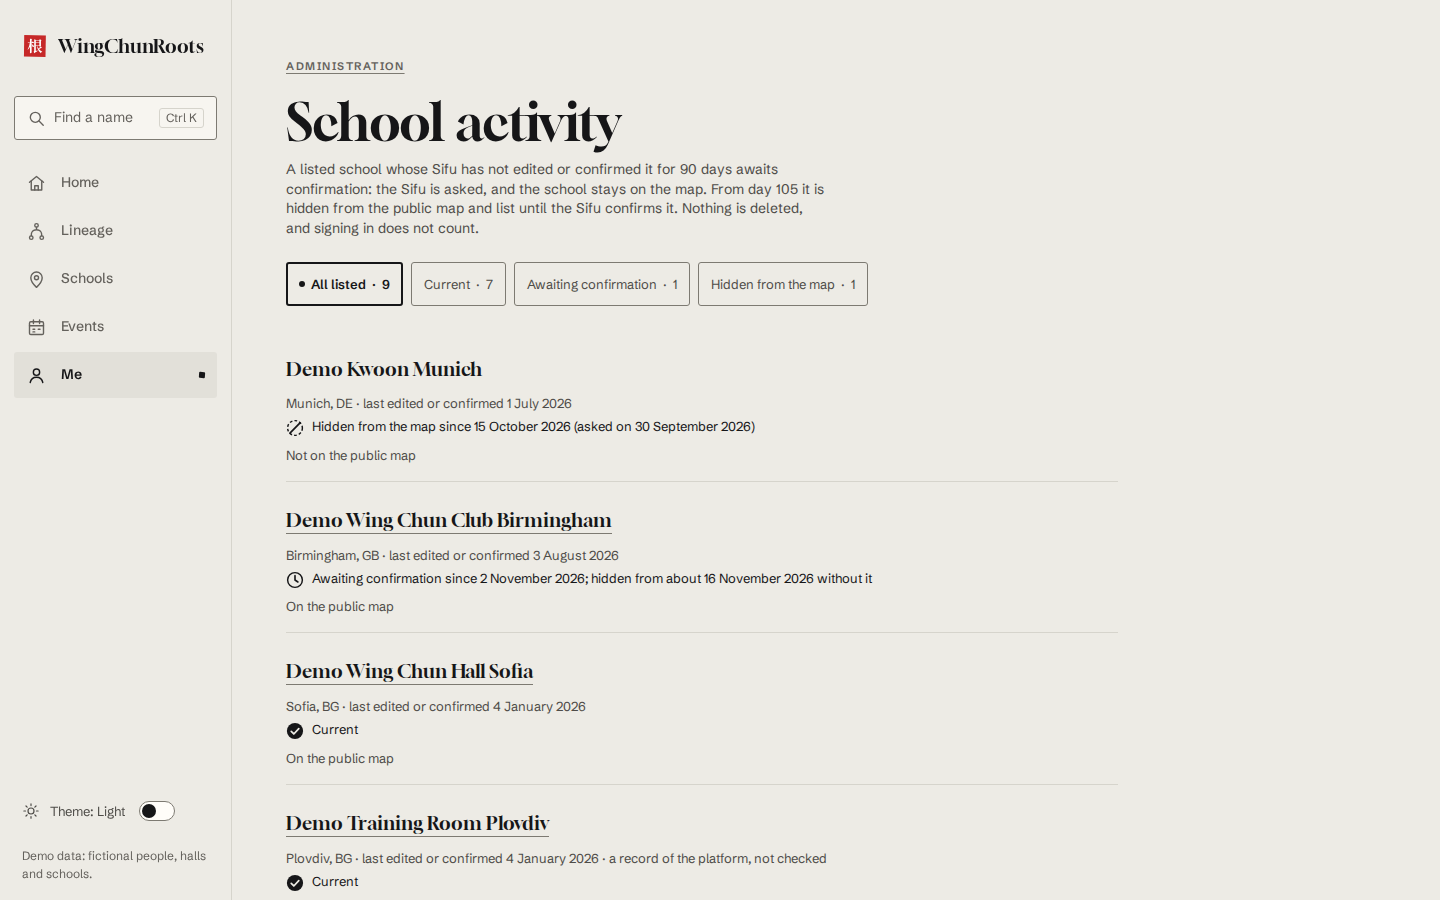 根 WingChunRoots
Find a name Ctrl K
Home
Lineage
Schools
Events
Me
Theme: Light
Demo data: fictional people, halls
and schools.
ADMINISTRATION
School activity
A listed school whose Sifu has not edited or confirmed it for 90 days awaits
confirmation: the Sifu is asked, and the school stays on the map. From day 105 it is
hidden from the public map and list until the Sifu confirms it. Nothing is deleted,
and signing in does not count.
All listed · 9
Current · 7
Awaiting confirmation · 1
Hidden from the map · 1
Demo Kwoon Munich
Munich, DE · last edited or confirmed 1 July 2026
Hidden from the map since 15 October 2026 (asked on 30 September 2026)
Not on the public map
Demo Wing Chun Club Birmingham
Birmingham, GB · last edited or confirmed 3 August 2026
Awaiting confirmation since 2 November 2026; hidden from about 16 November 2026 without it
On the public map
Demo Wing Chun Hall Sofia
Sofia, BG · last edited or confirmed 4 January 2026
Current
On the public map
Demo Training Room Plovdiv
Plovdiv, BG · last edited or confirmed 4 January 2026 · a record of the platform, not checked
Current